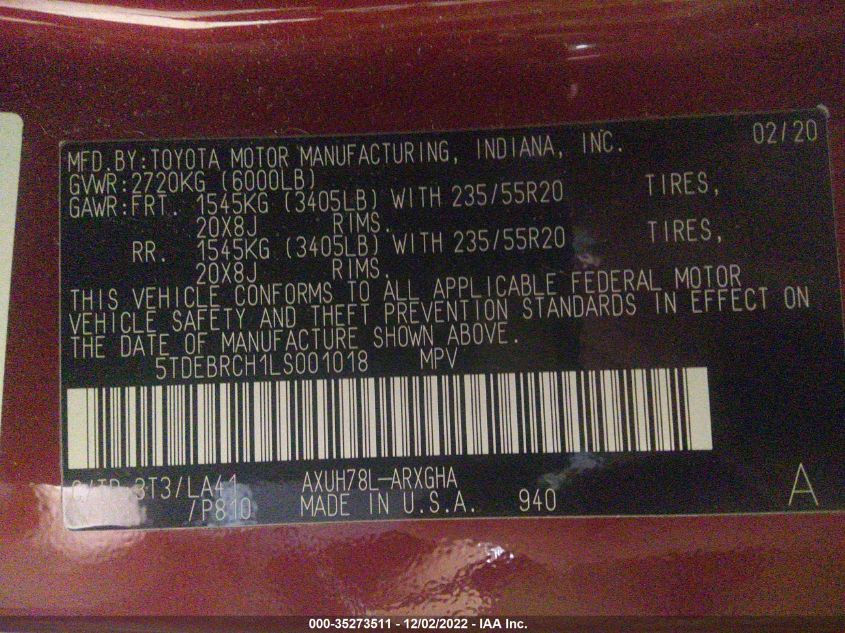 MFD.BY:TOYOTA MOTOR MANUFACTURING, INDIANA, INC. 02/20
GVWR:2720KG (6000LB)
GAWR:FRT. 1545KG (3405LB) WITH 235/55R20 TIRES,
20X8J RIMS.
RR. 1545KG (3405LB) WITH 235/55R20 TIRES,
20X8J RIMS.
THIS VEHICLE CONFORMS TO ALL APPLICABLE FEDERAL MOTOR
VEHICLE SAFETY AND THEFT PREVENTION STANDARDS IN EFFECT ON
THE DATE OF MANUFACTURE SHOWN ABOVE.
5TDEBRCH1LS001018 MPV
C/TR 3T3/LA41 AXUH78L-ARXGHA A
/P810 MADE IN U.S.A. 940
000-35273511 - 12/02/2022 - IAA Inc.